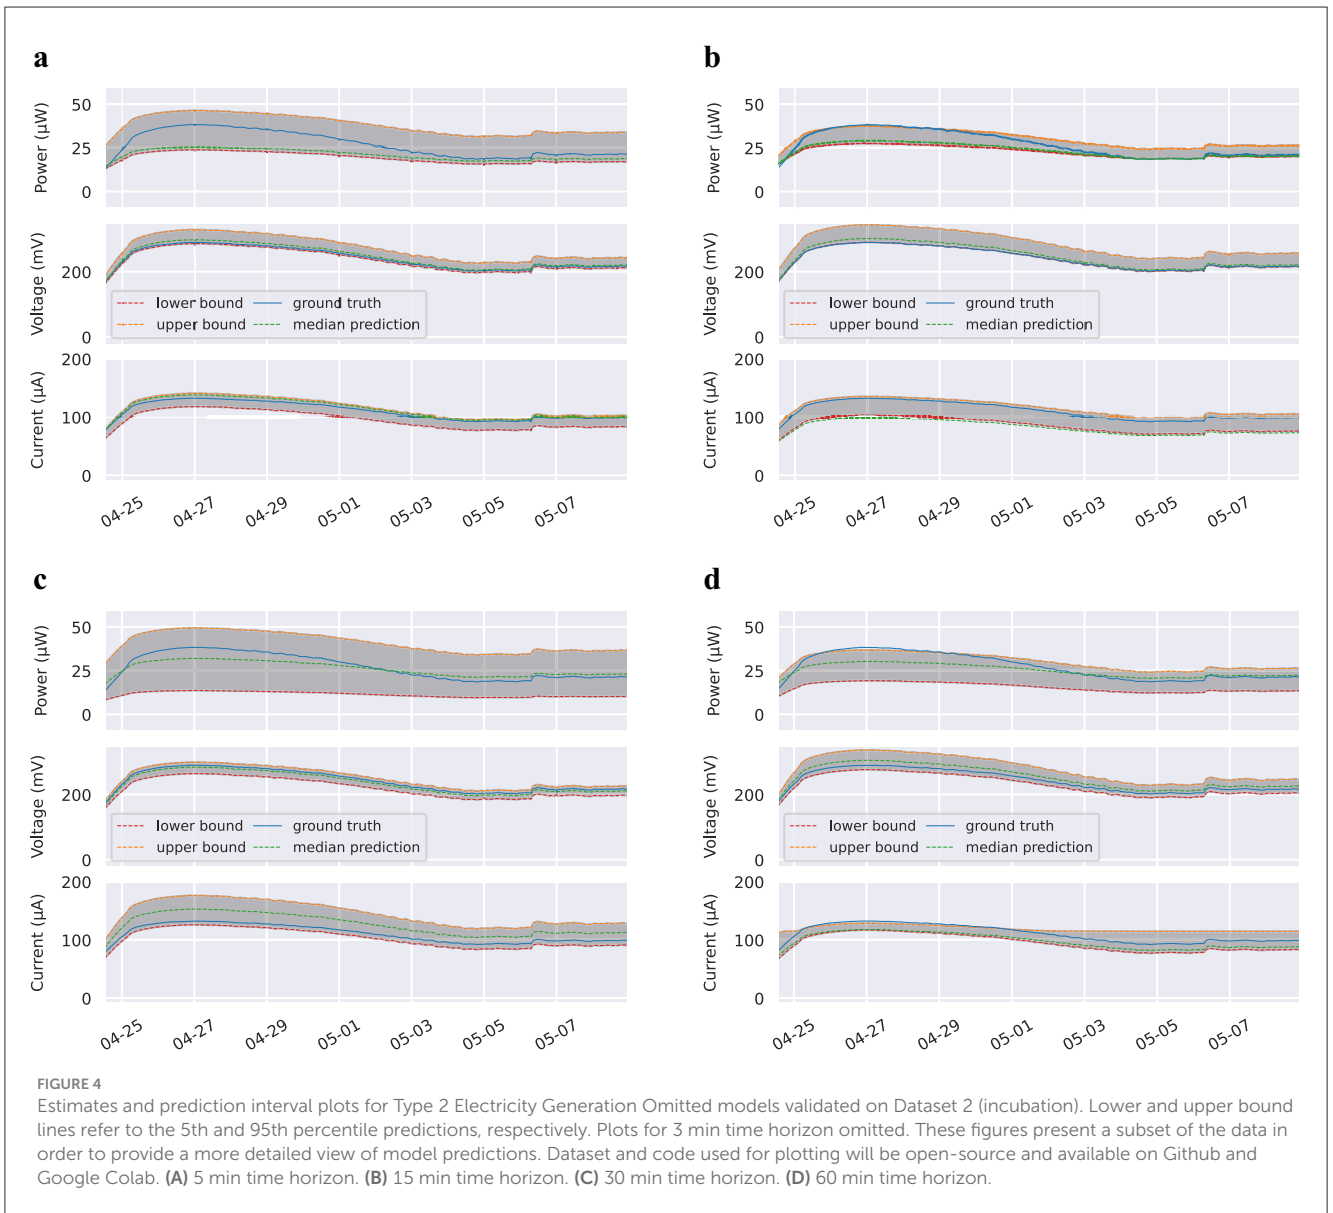 a
50
25
0
Power (µW)
200
0
Voltage (mV)
lower bound
ground truth
upper bound
median prediction
200
100
0
Current (µA)
04-25
04-27
04-29
05-01
05-03
05-05
05-07
b
50
25
0
Power (µW)
200
0
Voltage (mV)
lower bound
ground truth
upper bound
median prediction
200
100
0
Current (µA)
04-25
04-27
04-29
05-01
05-03
05-05
05-07
c
50
25
0
Power (µW)
200
0
Voltage (mV)
lower bound
ground truth
upper bound
median prediction
200
100
0
Current (µA)
04-25
04-27
04-29
05-01
05-03
05-05
05-07
d
50
25
0
Power (µW)
200
0
Voltage (mV)
lower bound
ground truth
upper bound
median prediction
200
100
0
Current (µA)
04-25
04-27
04-29
05-01
05-03
05-05
05-07
FIGURE 4
Estimates and prediction interval plots for Type 2 Electricity Generation Omitted models validated on Dataset 2 (incubation). Lower and upper bound
lines refer to the 5th and 95th percentile predictions, respectively. Plots for 3 min time horizon omitted. These figures present a subset of the data in
order to provide a more detailed view of model predictions. Dataset and code used for plotting will be open-source and available on Github and
Google Colab. (A) 5 min time horizon. (B) 15 min time horizon. (C) 30 min time horizon. (D) 60 min time horizon.